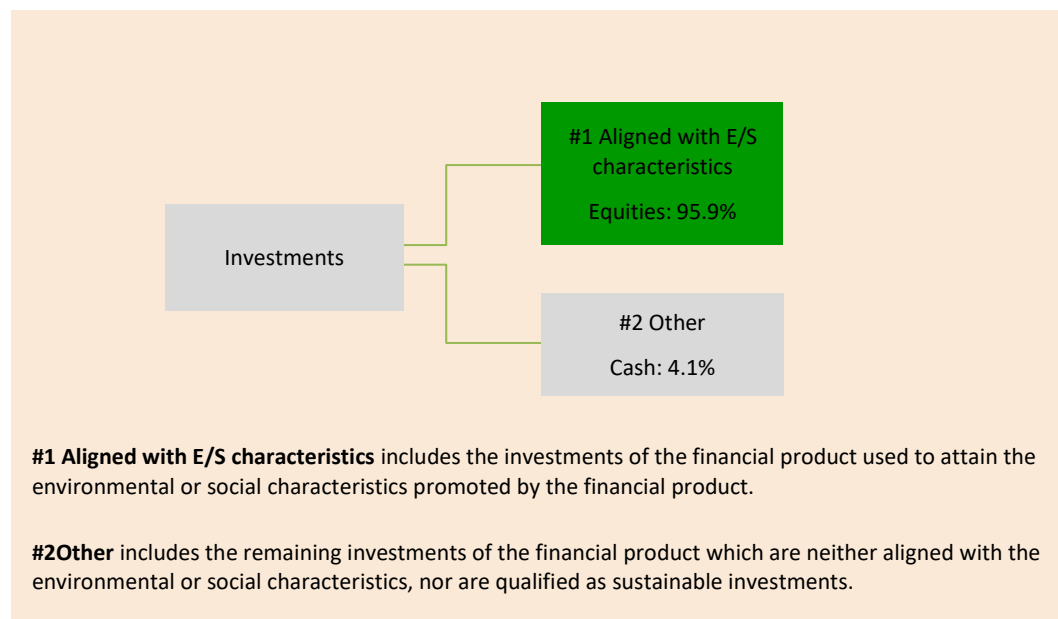 #1 Aligned with E/S
characteristics
Equities: 95.9%
Investments
#2 Other
Cash: 4.1%
#1 Aligned with E/S characteristics includes the investments of the financial product used to attain the
environmental or social characteristics promoted by the financial product.
#2Other includes the remaining investments of the financial product which are neither aligned with the
environmental or social characteristics, nor are qualified as sustainable investments.